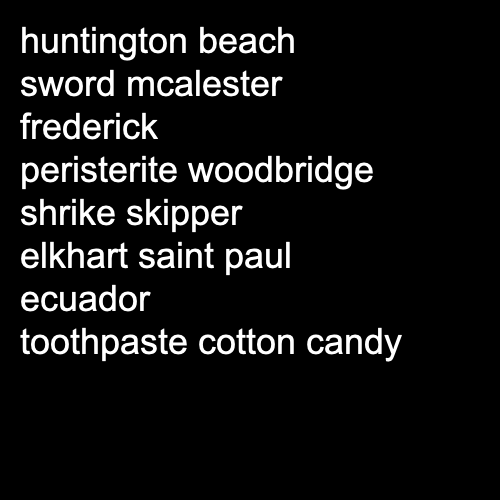 huntington beach
sword mcalester
frederick
peristerite woodbridge
shrike skipper
elkhart saint paul
ecuador
toothpaste cotton candy